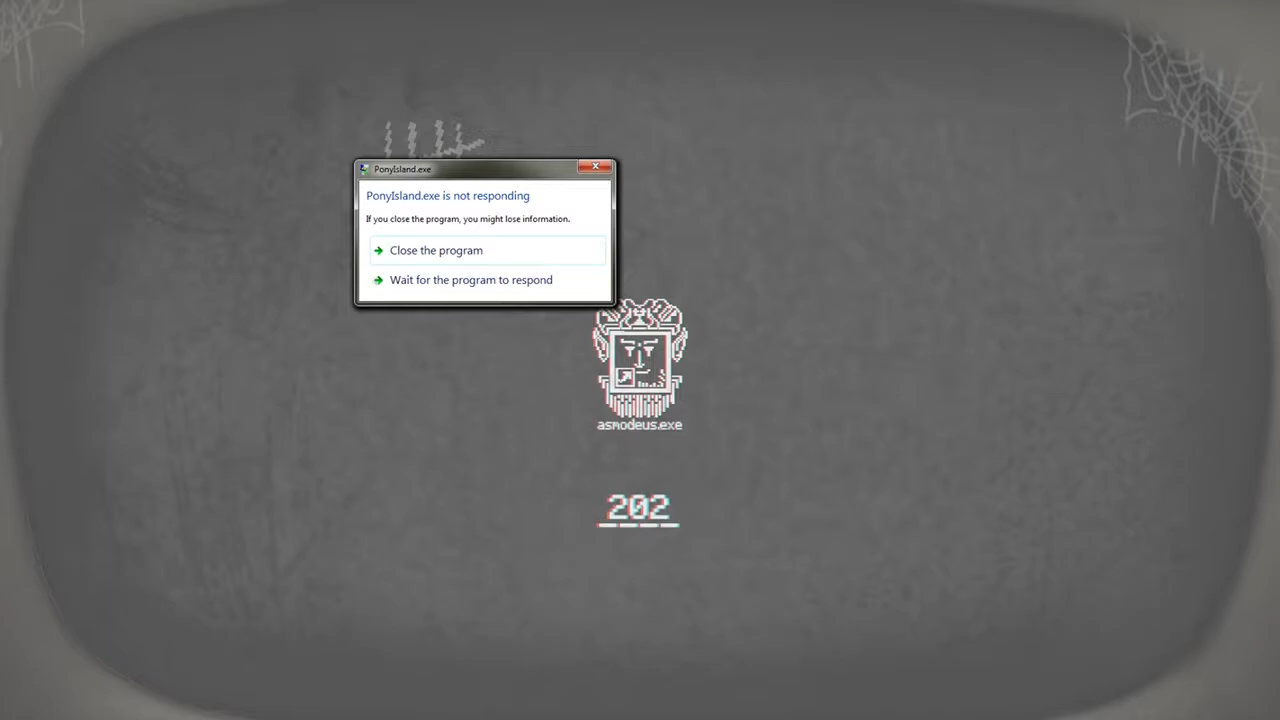 PonyIsland.exe
PonyIsland.exe is not responding
If you close the program, you might lose information.
Close the program
Wait for the program to respond
asmodeus.exe
202